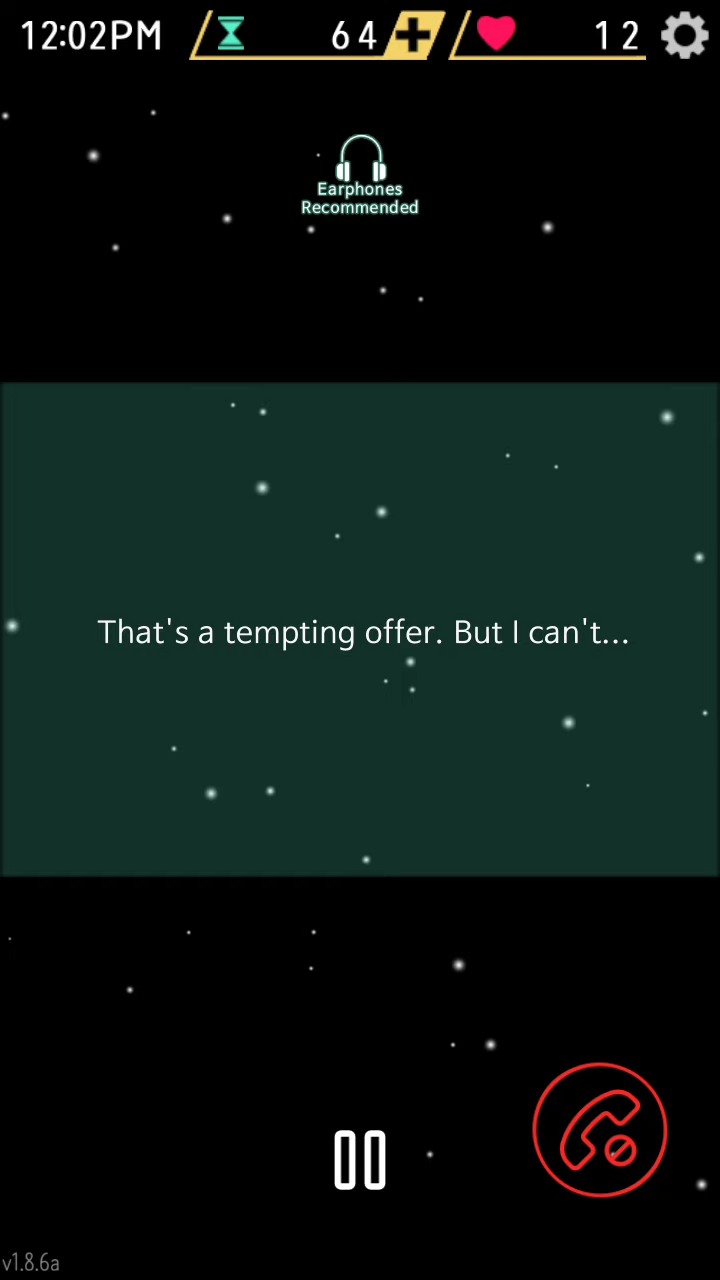 12:02PM 64 12
Earphones
Recommended
That's a tempting offer. But I can't...
v1.8.6a